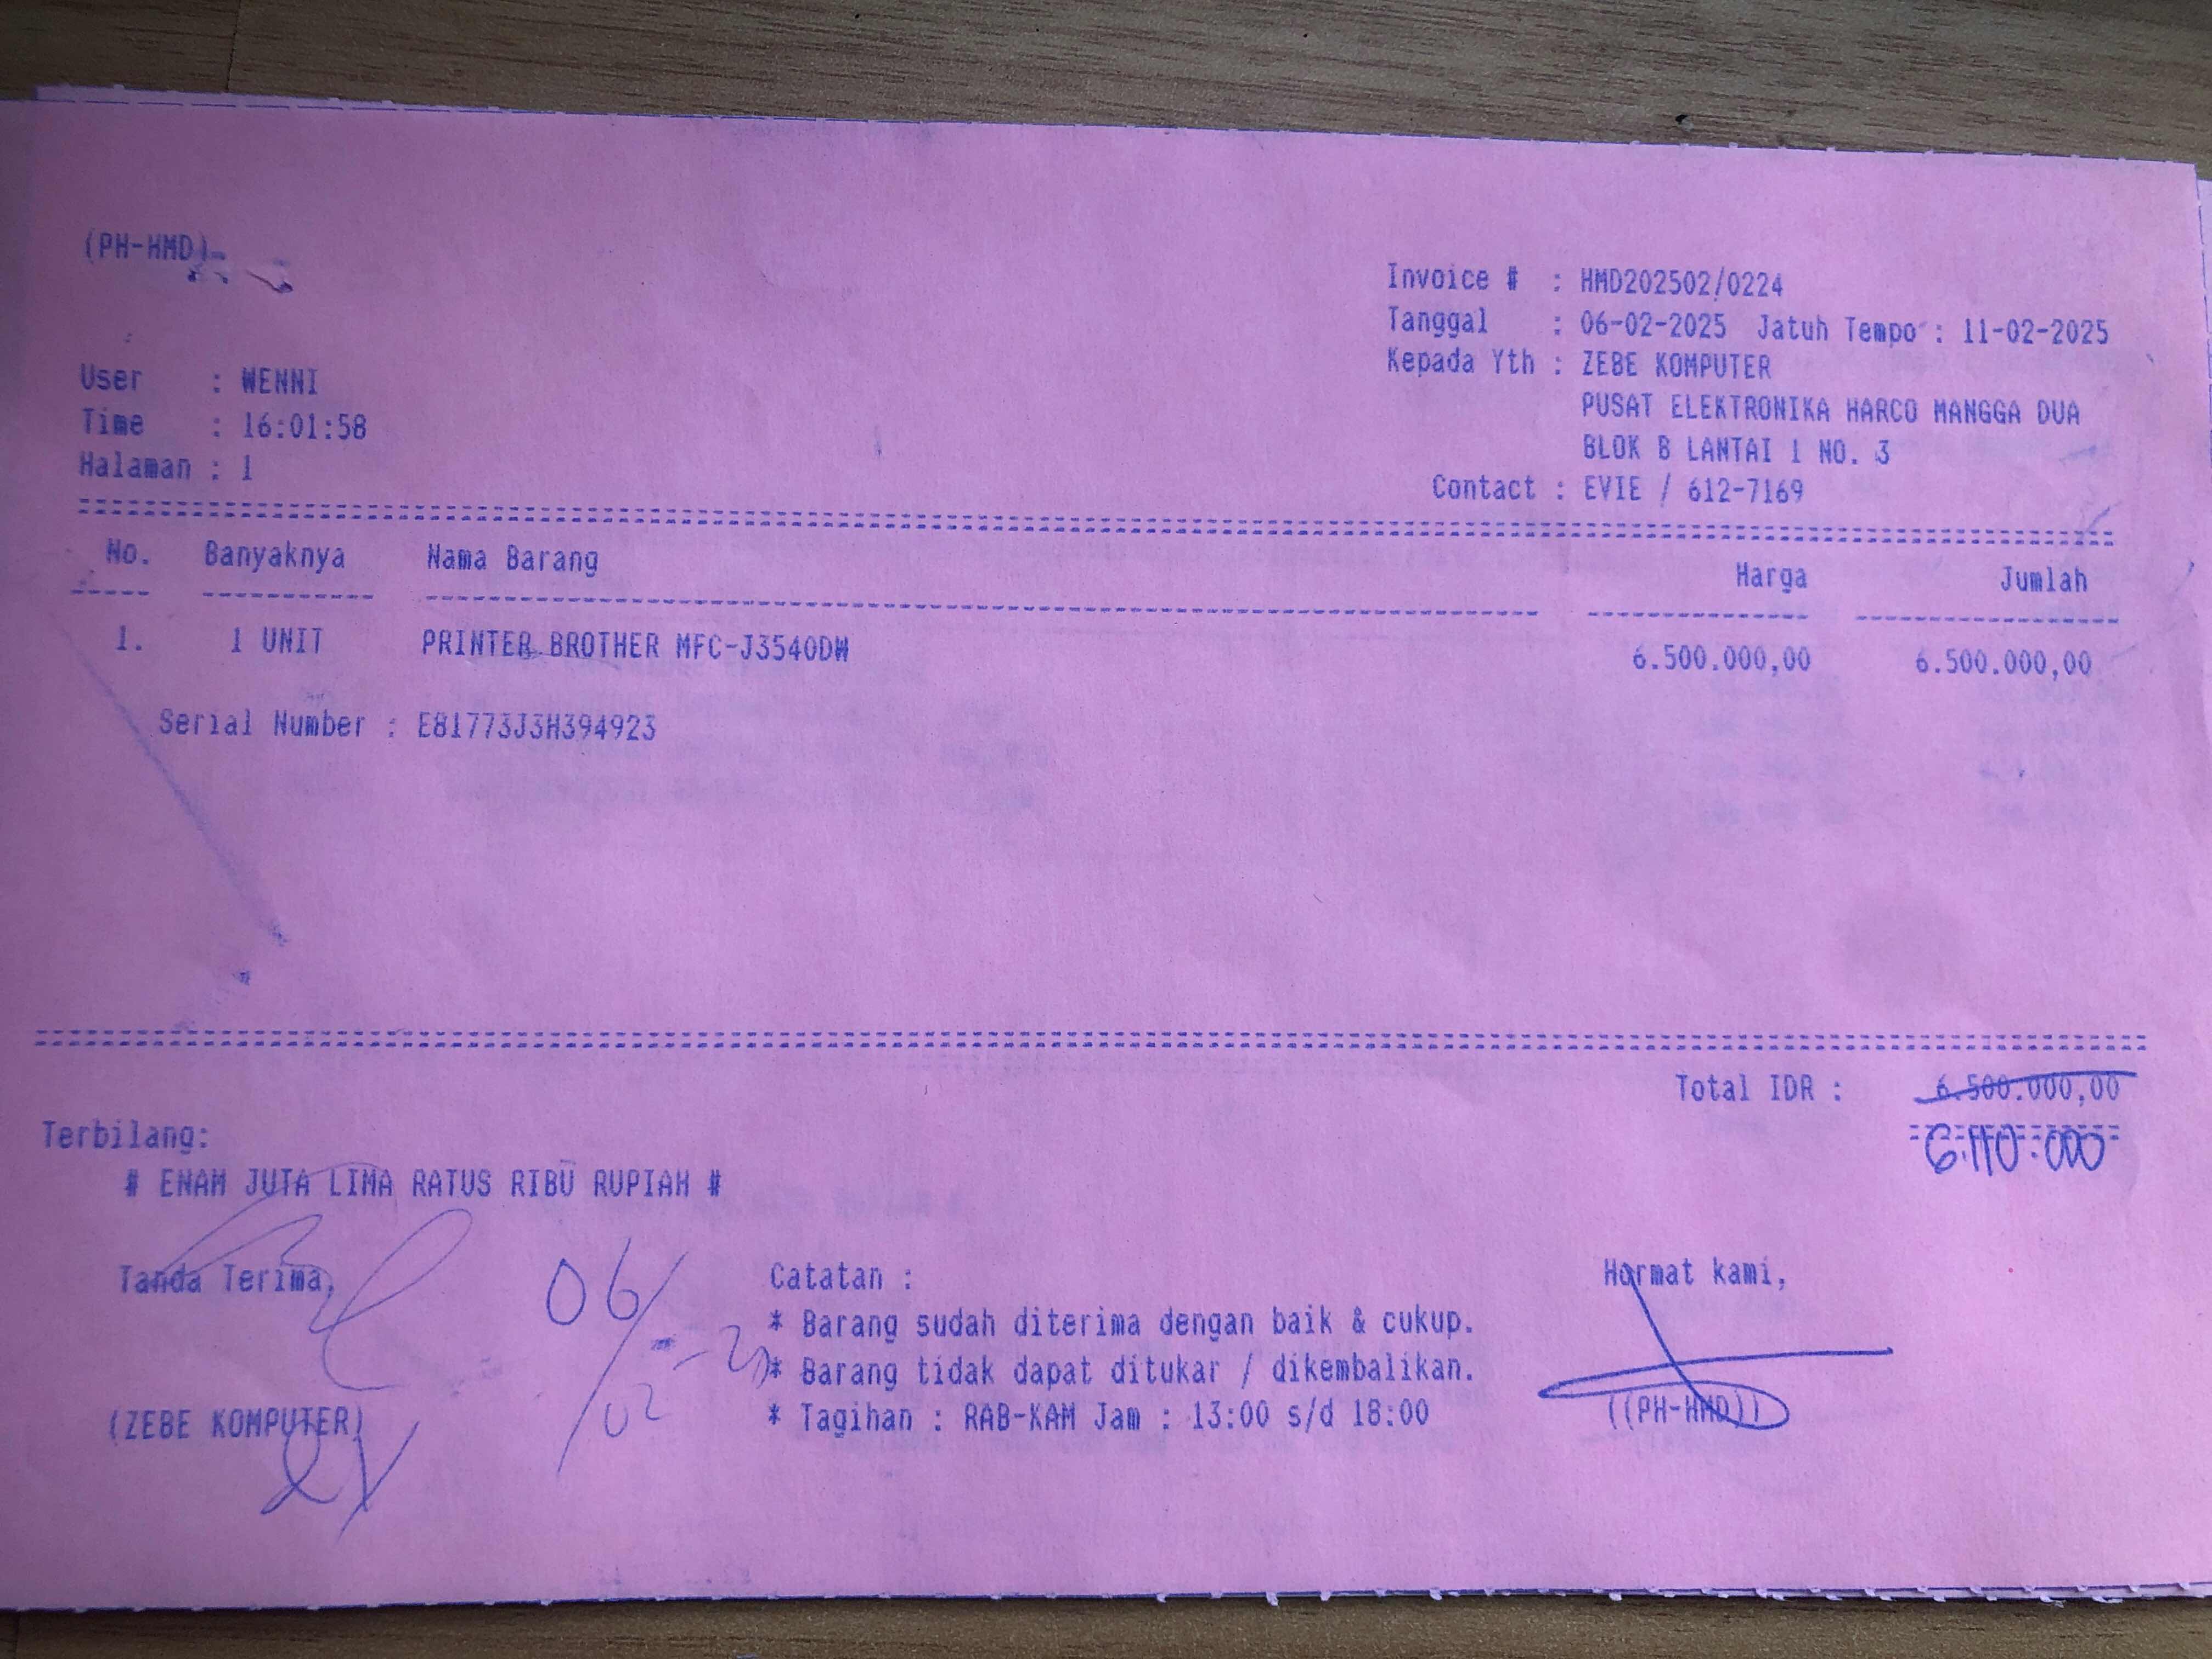 (PH-HMD)
Invoice # : HMD202502/0224
Tanggal : 06-02-2025 Jatuh Tempo : 11-02-2025
Kepada Yth : ZEBE KOMPUTER
PUSAT ELEKTRONIKA HARCO MANGGA DUA
BLOK B LANTAI 1 NO. 3
Contact : EVIE / 612-7169
User : WENNI
Time : 16:01:58
Halaman : 1
No. Banyaknya Nama Barang Harga Jumlah
1. 1 UNIT PRINTER BROTHER MFC-J3540DW 6.500.000,00 6.500.000,00
Serial Number : E81773J3H394923
Total IDR : 6.500.000,00
6.110.000
Terbilang:
# ENAM JUTA LIMA RATUS RIBU RUPIAH #
Tanda Terima,
06/02
(ZEBE KOMPUTER)
Catatan :
* Barang sudah diterima dengan baik & cukup.
* Barang tidak dapat ditukar / dikembalikan.
* Tagihan : RAB-KAM Jam : 13:00 s/d 18:00
Hormat kami,
((PH-HMD))